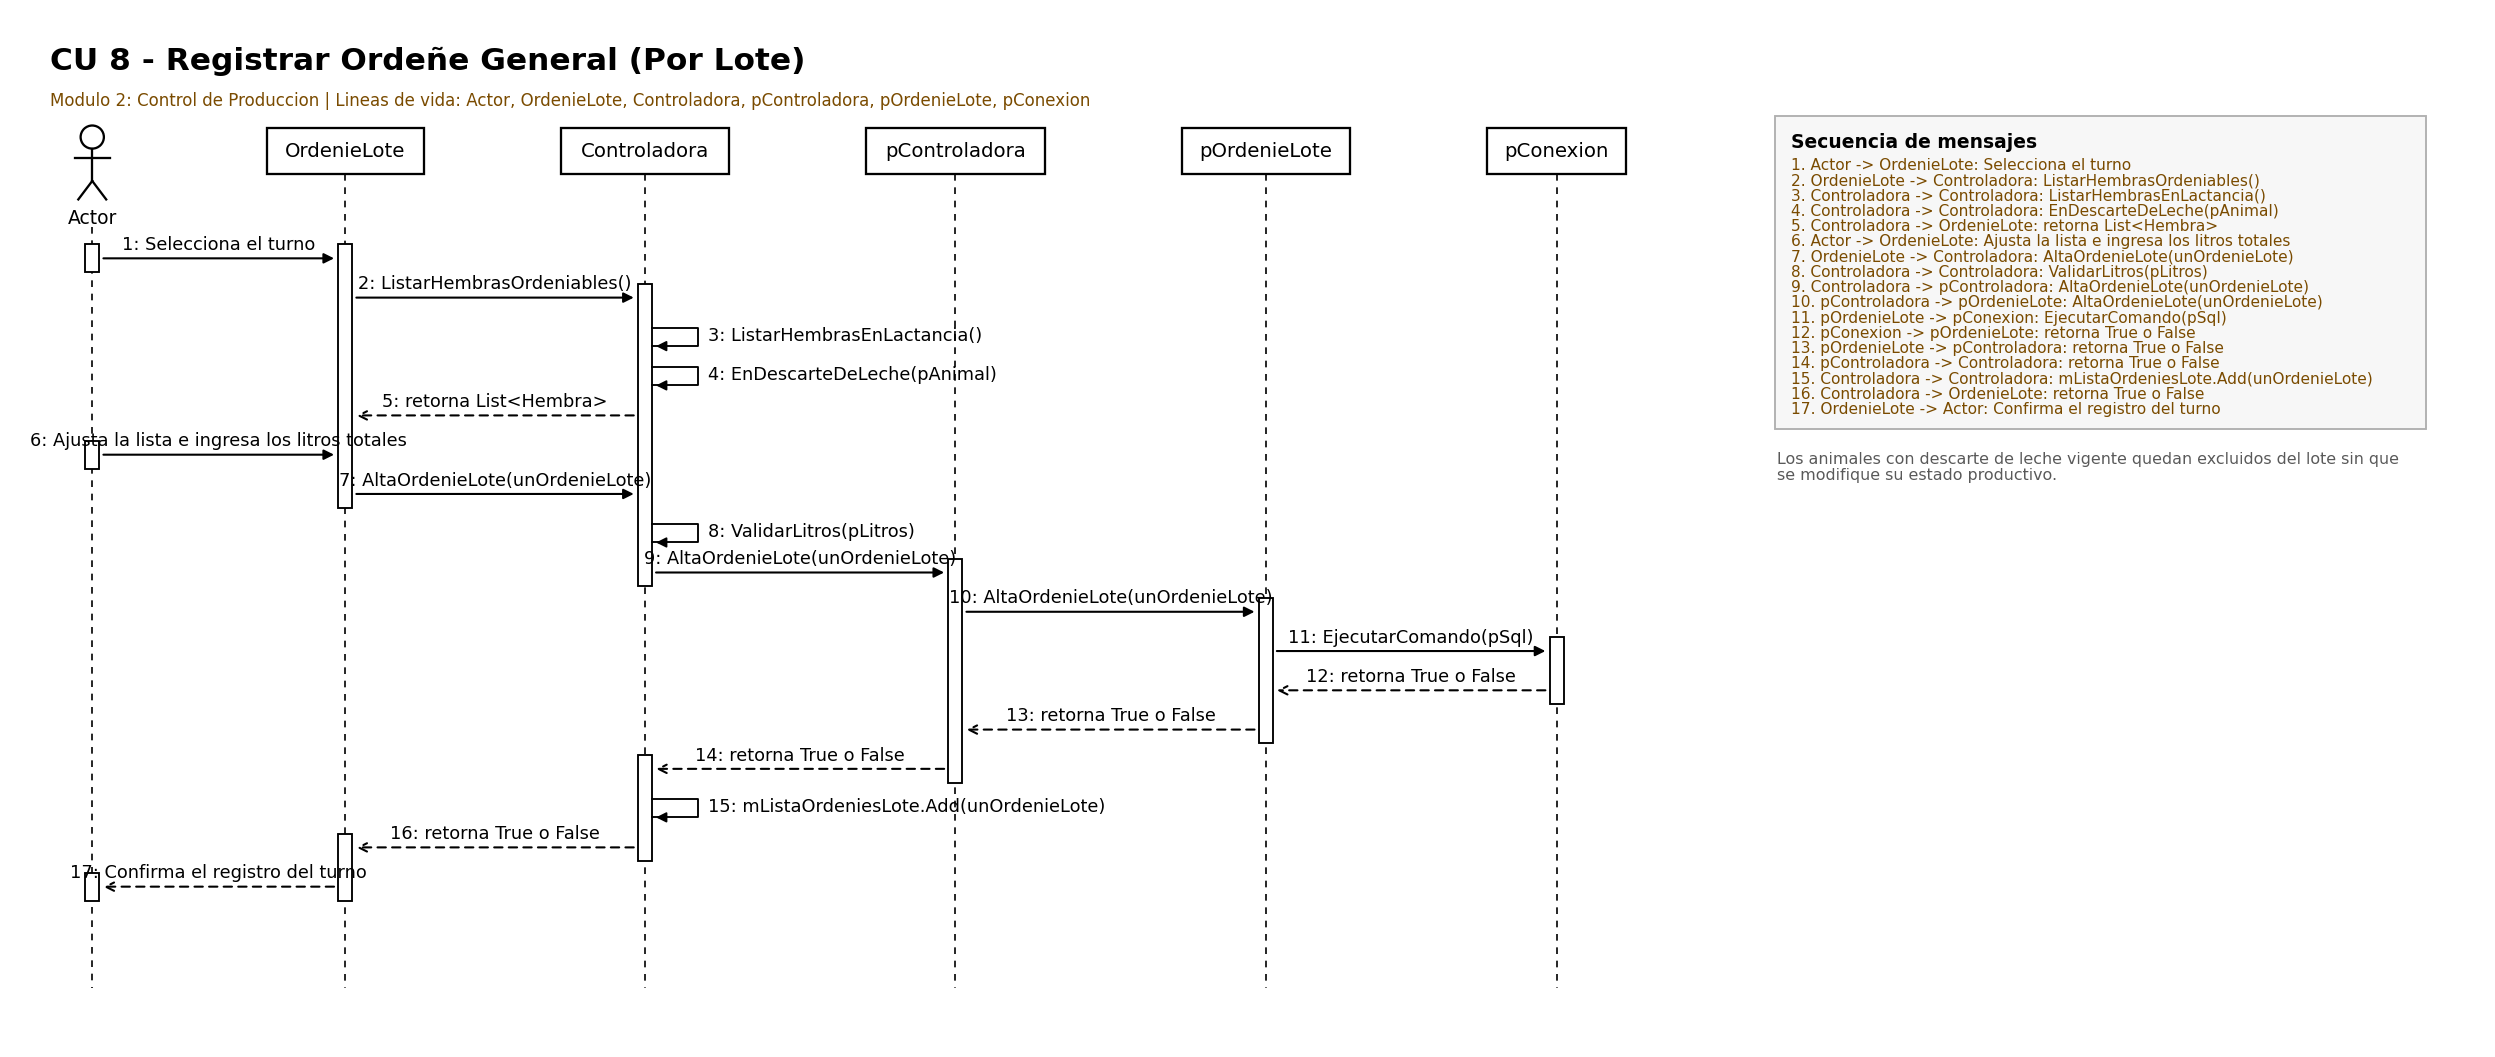 CU 8 - Registrar Ordeñe General (Por Lote)
Modulo 2: Control de Produccion | Lineas de vida: Actor, OrdenieLote, Controladora, pControladora, pOrdenieLote, pConexion
Actor
OrdenieLote
Controladora
pControladora
pOrdenieLote
pConexion
1: Selecciona el turno
2: ListarHembrasOrdeniables()
3: ListarHembrasEnLactancia()
4: EnDescarteDeLeche(pAnimal)
5: retorna List<Hembra>
6: Ajusta la lista e ingresa los litros totales
7: AltaOrdenieLote(unOrdenieLote)
8: ValidarLitros(pLitros)
9: AltaOrdenieLote(unOrdenieLote)
10: AltaOrdenieLote(unOrdenieLote)
11: EjecutarComando(pSql)
12: retorna True o False
13: retorna True o False
14: retorna True o False
15: mListaOrdeniesLote.Add(unOrdenieLote)
16: retorna True o False
17: Confirma el registro del turno
Secuencia de mensajes
1. Actor -> OrdenieLote: Selecciona el turno
2. OrdenieLote -> Controladora: ListarHembrasOrdeniables()
3. Controladora -> Controladora: ListarHembrasEnLactancia()
4. Controladora -> Controladora: EnDescarteDeLeche(pAnimal)
5. Controladora -> OrdenieLote: retorna List<Hembra>
6. Actor -> OrdenieLote: Ajusta la lista e ingresa los litros totales
7. OrdenieLote -> Controladora: AltaOrdenieLote(unOrdenieLote)
8. Controladora -> Controladora: ValidarLitros(pLitros)
9. Controladora -> pControladora: AltaOrdenieLote(unOrdenieLote)
10. pControladora -> pOrdenieLote: AltaOrdenieLote(unOrdenieLote)
11. pOrdenieLote -> pConexion: EjecutarComando(pSql)
12. pConexion -> pOrdenieLote: retorna True o False
13. pOrdenieLote -> pControladora: retorna True o False
14. pControladora -> Controladora: retorna True o False
15. Controladora -> Controladora: mListaOrdeniesLote.Add(unOrdenieLote)
16. Controladora -> OrdenieLote: retorna True o False
17. OrdenieLote -> Actor: Confirma el registro del turno
Los animales con descarte de leche vigente quedan excluidos del lote sin que
se modifique su estado productivo.